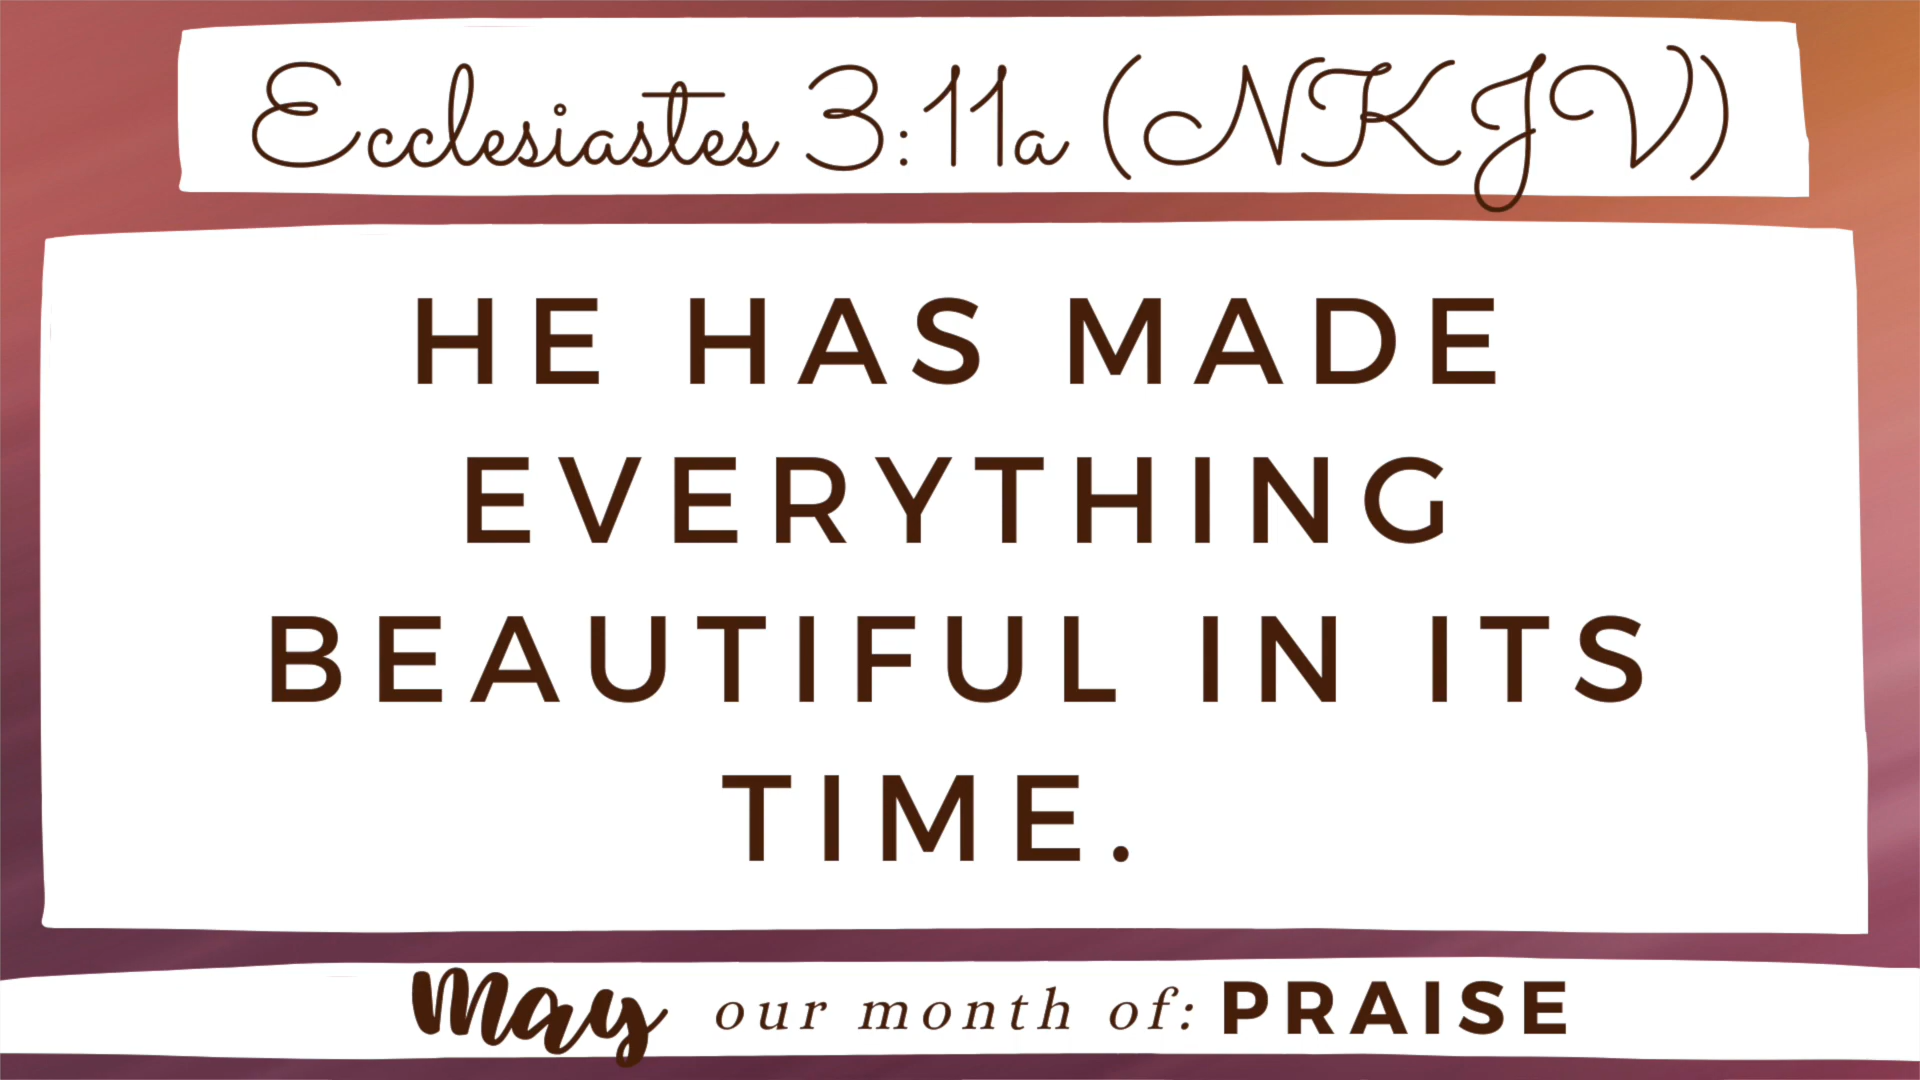 Ecclesiastes 3:11a (NKJV)
HE HAS MADE
EVERYTHING
BEAUTIFUL IN ITS
TIME.
May our month of: PRAISE